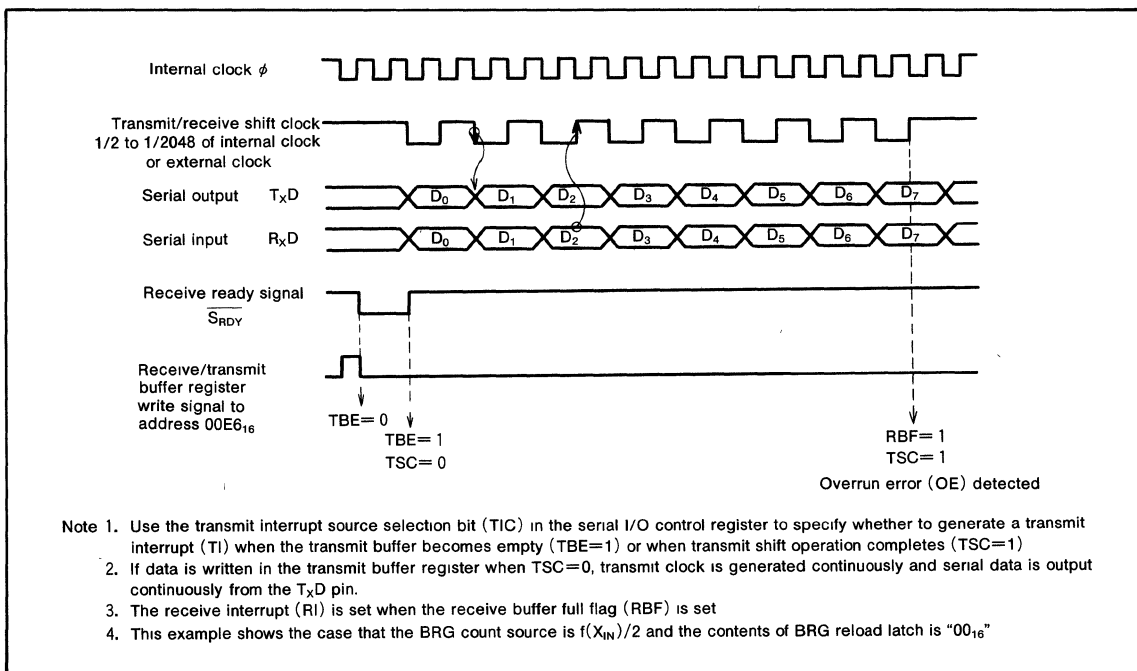 Internal clock φ
Transmit/receive shift clock
1/2 to 1/2048 of internal clock
or external clock
Serial output TxD
D0 D1 D2 D3 D4 D5 D6 D7
Serial input RxD
D0 D1 D2 D3 D4 D5 D6 D7
Receive ready signal
SRDY
Receive/transmit
buffer register
write signal to
address 00E616
TBE=0
TBE=1
TSC=0
RBF=1
TSC=1
Overrun error (OE) detected
Note 1. Use the transmit interrupt source selection bit (TIC) in the serial I/O control register to specify whether to generate a transmit
interrupt (TI) when the transmit buffer becomes empty (TBE=1) or when transmit shift operation completes (TSC=1)
2. If data is written in the transmit buffer register when TSC=0, transmit clock is generated continuously and serial data is output
continuously from the TxD pin.
3. The receive interrupt (RI) is set when the receive buffer full flag (RBF) is set
4. This example shows the case that the BRG count source is f(XIN)/2 and the contents of BRG reload latch is "0016"